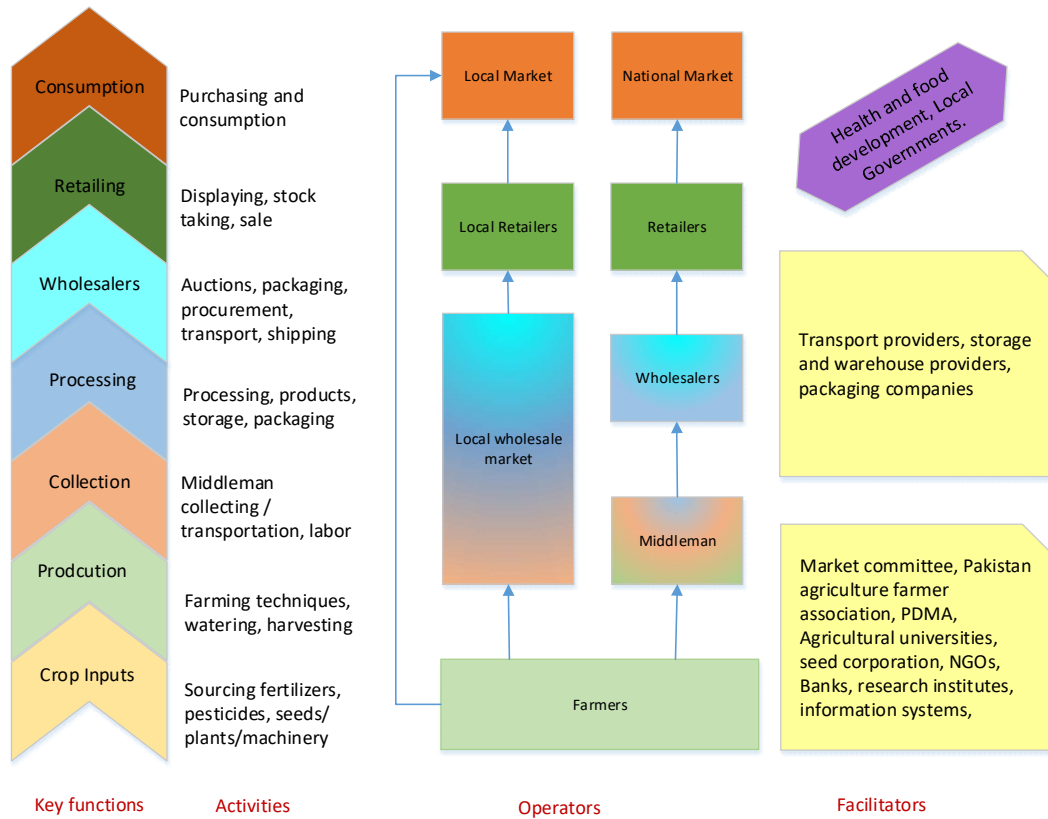 Consumption
Purchasing and
consumption
Retailing
Displaying, stock
taking, sale
Wholesalers
Auctions, packaging,
procurement,
transport, shipping
Processing
Processing, products,
storage, packaging
Collection
Middleman
collecting /
transportation, labor
Prodcution
Farming techniques,
watering, harvesting
Crop Inputs
Sourcing fertilizers,
pesticides, seeds/
plants/machinery
Local Market
National Market
Local Retailers
Retailers
Local wholesale
market
Wholesalers
Middleman
Farmers
Health and food
development, Local
Governments.
Transport providers, storage
and warehouse providers,
packaging companies
Market committee, Pakistan
agriculture farmer
association, PDMA,
Agricultural universities,
seed corporation, NGOs,
Banks, research institutes,
information systems,
Key functions
Activities
Operators
Facilitators